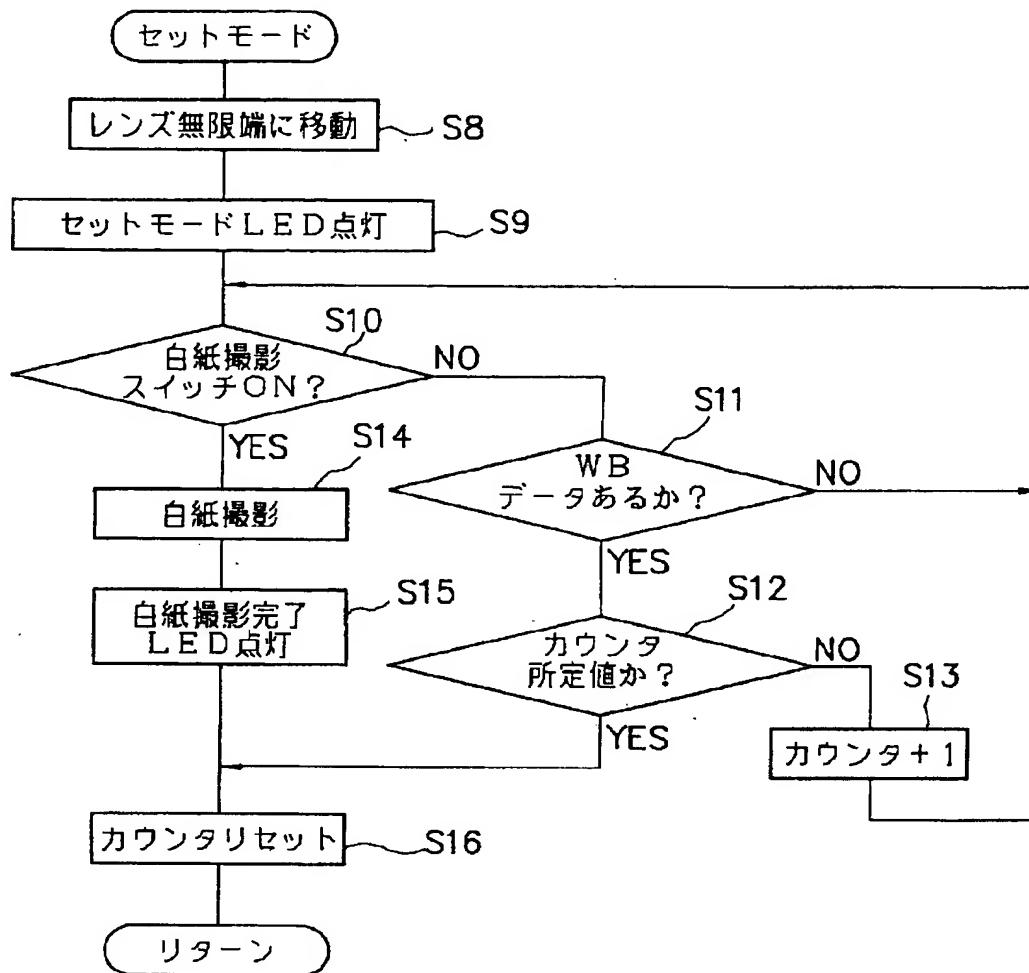 セットモード
レンズ無限端に移動
S8
セットモードLED点灯
S9
S10
白紙撮影
スイッチON?
NO
YES
S11
WB
データあるか?
NO
YES
S14
白紙撮影
S15
白紙撮影完了
LED点灯
S12
カウンタ
所定値か?
NO
YES
S13
カウンタ+1
カウンタリセット
S16
リターン